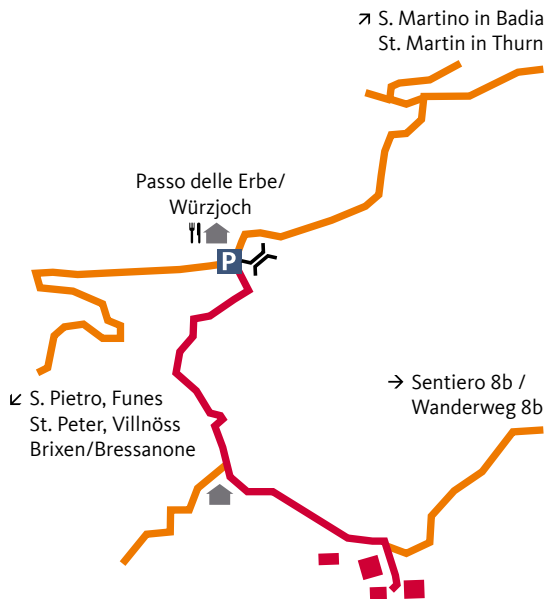 ↗ S. Martino in Badia
St. Martin in Thurn
Passo delle Erbe/
Würzjoch
P
→ Sentiero 8b /
Wanderweg 8b
↙ S. Pietro, Funes
St. Peter, Villnöss
Brixen/Bressanone